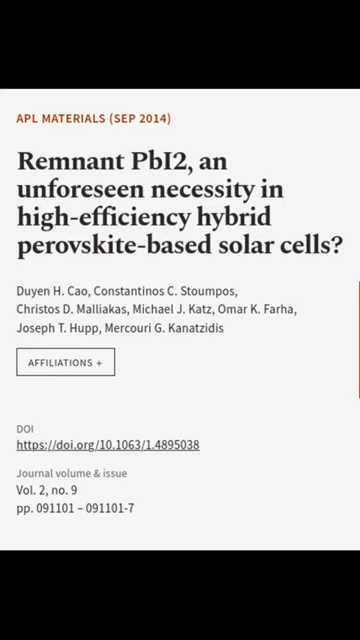 APL MATERIALS (SEP 2014)
Remnant PbI2, an
unforeseen necessity in
high-efficiency hybrid
perovskite-based solar cells?
Duyen H. Cao, Constantinos C. Stoumpos,
Christos D. Malliakas, Michael J. Katz, Omar K. Farha,
Joseph T. Hupp, Mercouri G. Kanatzidis
AFFILIATIONS +
DOI
https://doi.org/10.1063/1.4895038
Journal volume & issue
Vol. 2, no. 9
pp. 091101 – 091101-7